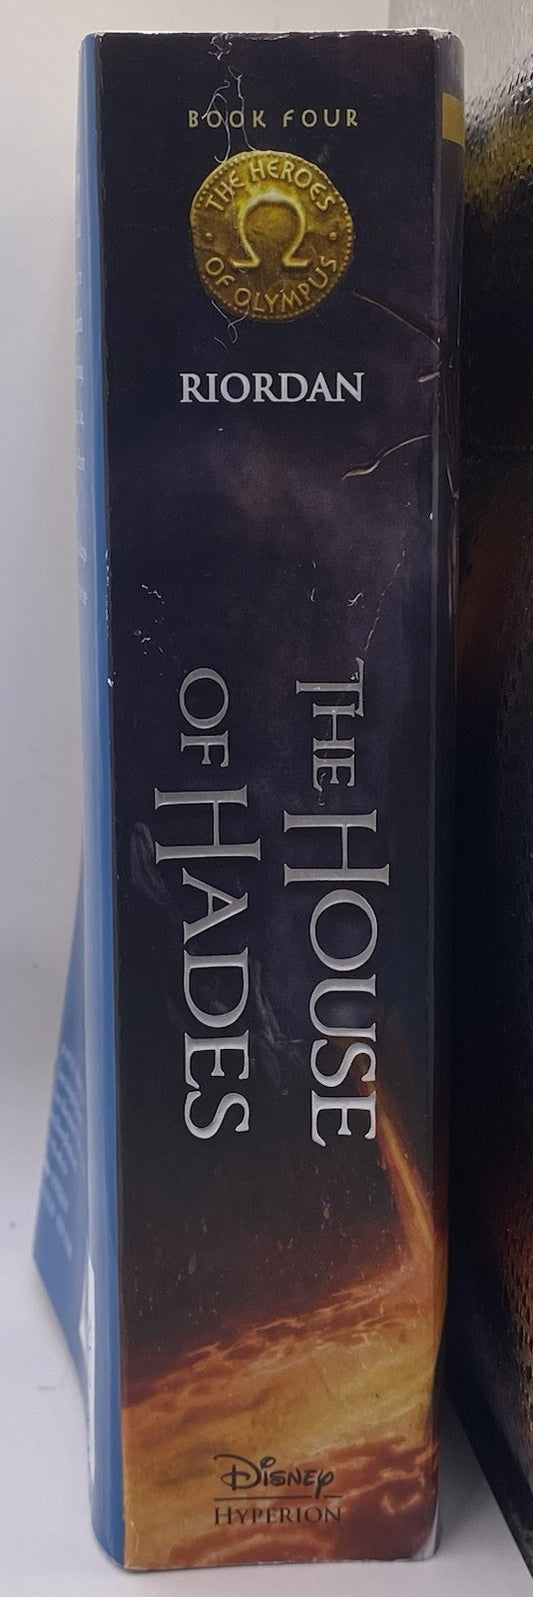 BOOK FOUR
THE HEROES
Ω
OF OLYMPUS
RIORDAN
THE HOUSE
OF HADES
DISNEY
HYPERION